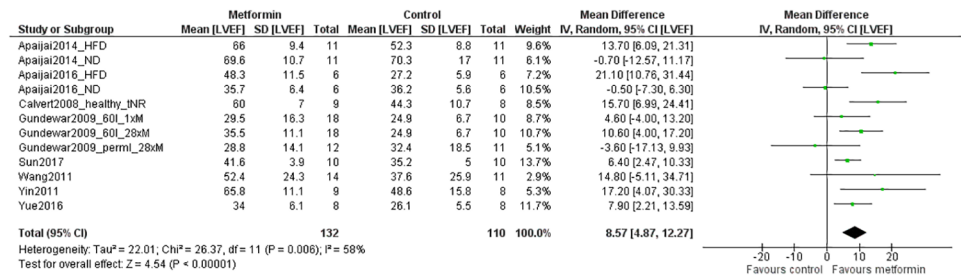 Metformin Control Mean Difference Mean Difference
Study or Subgroup Mean [LVEF] SD [LVEF] Total Mean [LVEF] SD [LVEF] Total Weight IV, Random, 95% CI [LVEF] IV, Random, 95% CI [LVEF]
Apaijai2014_HFD 66 9.4 11 52.3 8.8 11 9.6% 13.70 [6.09, 21.31]
Apaijai2014_ND 69.6 10.7 11 70.3 17 11 5.9% -0.70 [-12.57, 11.17]
Apaijai2016_HFD 48.3 11.5 6 27.2 5.9 6 7.2% 21.10 [10.76, 31.44]
Apaijai2016_ND 35.7 6.4 6 36.2 5.6 6 10.5% -0.50 [-7.30, 6.30]
Calvert2008_healthy_tNR 60 7 9 44.3 10.7 8 8.5% 15.70 [6.99, 24.41]
Gundewar2009_60I_1xM 29.5 16.3 18 24.9 6.7 10 8.6% 4.60 [-4.00, 13.20]
Gundewar2009_60I_28xM 35.5 11.1 18 24.9 6.7 10 10.7% 10.60 [4.00, 17.20]
Gundewar2009_permI_28xM 28.8 14.1 12 32.4 18.5 11 5.0% -3.60 [-17.13, 9.93]
Sun2017 41.6 3.9 10 35.2 5 10 13.7% 6.40 [2.47, 10.33]
Wang2011 52.4 24.3 14 37.6 25.9 11 2.9% 14.80 [-5.11, 34.71]
Yin2011 65.8 11.1 9 48.6 15.8 8 5.3% 17.20 [4.07, 30.33]
Yue2016 34 6.1 8 26.1 5.5 8 11.7% 7.90 [2.21, 13.59]
Total (95% CI) 132 110 100.0% 8.57 [4.87, 12.27]
Heterogeneity: Tau² = 22.01; Chi² = 26.37, df = 11 (P = 0.006); I² = 58%
Test for overall effect: Z = 4.54 (P < 0.00001)
-20 -10 0 10 20
Favours control Favours metformin